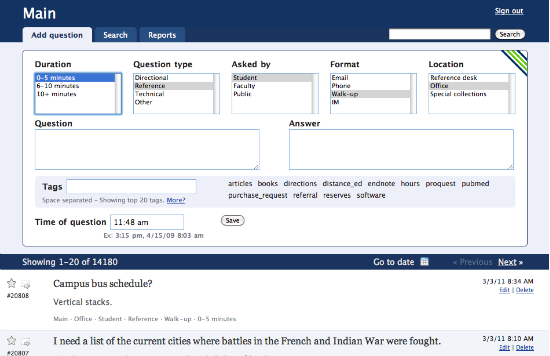 Main
Sign out
Add question
Search
Reports
Search
Duration
0-5 minutes
6-10 minutes
10+ minutes
Question type
Directional
Reference
Technical
Other
Asked by
Student
Faculty
Public
Format
Email
Phone
Walk-up
IM
Location
Reference desk
Office
Special collections
Question
Answer
Tags
Space separated - Showing top 20 tags. More?
articles books directions distance_ed endnote hours proquest pubmed
purchase_request referral reserves software
Time of question 11:48 am
Save
Ex: 3:15 pm, 4/15/09 8:03 am
Showing 1-20 of 14180
Go to date
« Previous Next »
#20808
Campus bus schedule?
Vertical stacks.
Main · Office · Student · Reference · Walk-up · 0-5 minutes
3/3/11 8:34 AM
Edit | Delete
#20807
I need a list of the current cities where battles in the French and Indian War were fought.
3/3/11 8:10 AM
Edit | Delete